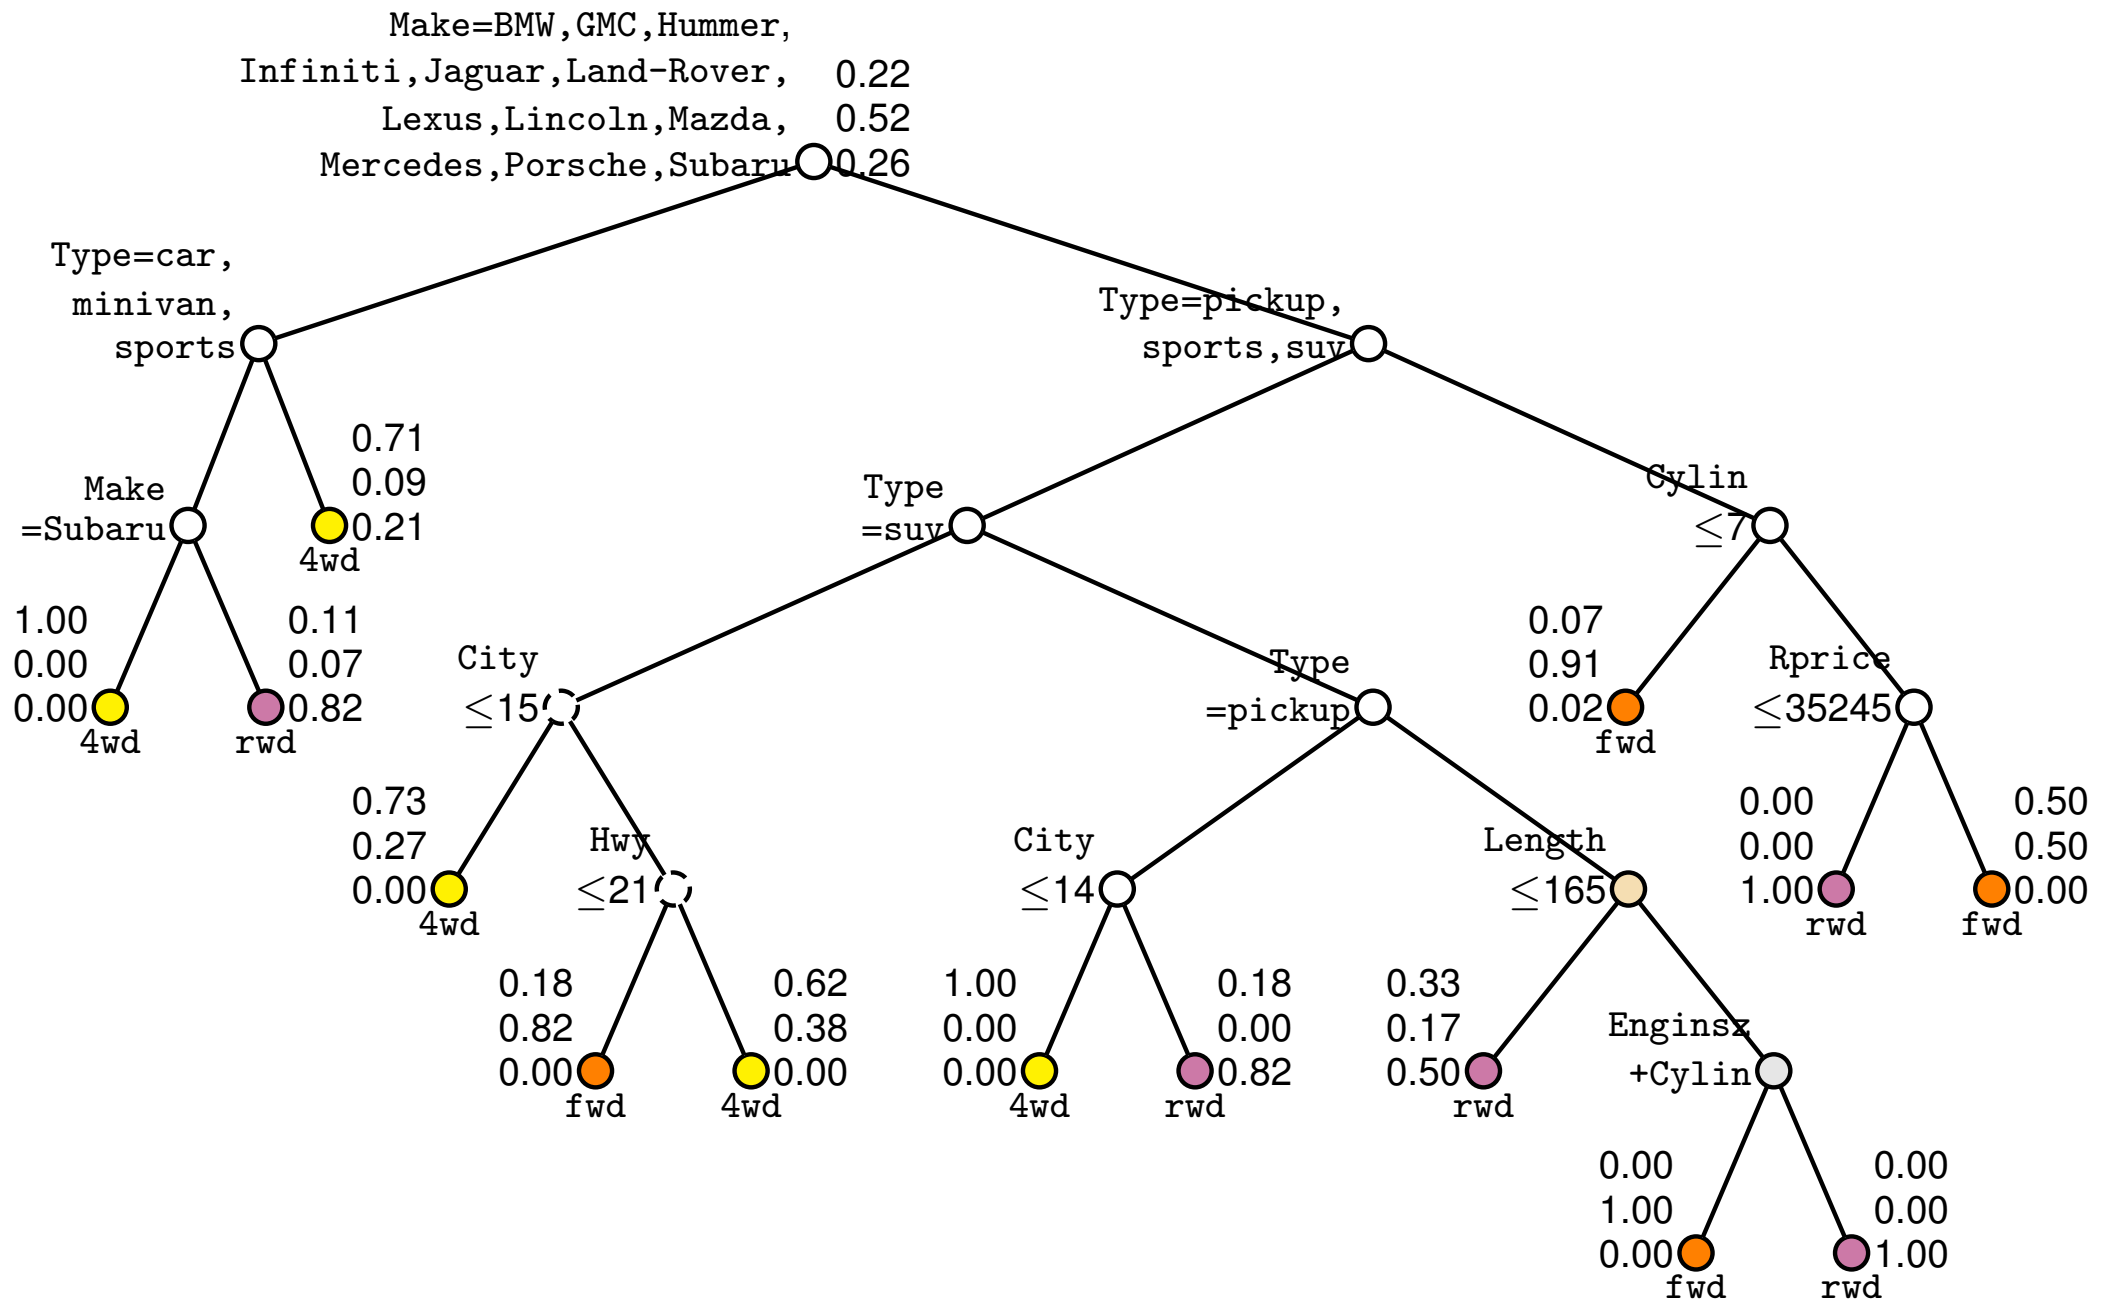 Make=BMW,GMC,Hummer,
Infiniti,Jaguar,Land-Rover,
Lexus,Lincoln,Mazda,
Mercedes,Porsche,Subaru
0.22
0.52
0.26
Type=car,
minivan,
sports
Type=pickup,
sports,suv
Make
=Subaru
0.71
0.09
0.21
4wd
Type
=suv
Cylin
≤7
1.00
0.00
0.00
4wd
0.11
0.07
0.82
rwd
City
≤15
Type
=pickup
0.07
0.91
0.02
fwd
Rprice
≤35245
0.73
0.27
0.00
4wd
Hwy
≤21
City
≤14
Length
≤165
0.00
0.00
1.00
rwd
0.50
0.50
0.00
fwd
0.18
0.82
0.00
fwd
0.62
0.38
0.00
4wd
1.00
0.00
0.00
4wd
0.18
0.00
0.82
rwd
0.33
0.17
0.50
rwd
Enginsz
+Cylin
0.00
1.00
0.00
fwd
0.00
0.00
1.00
rwd